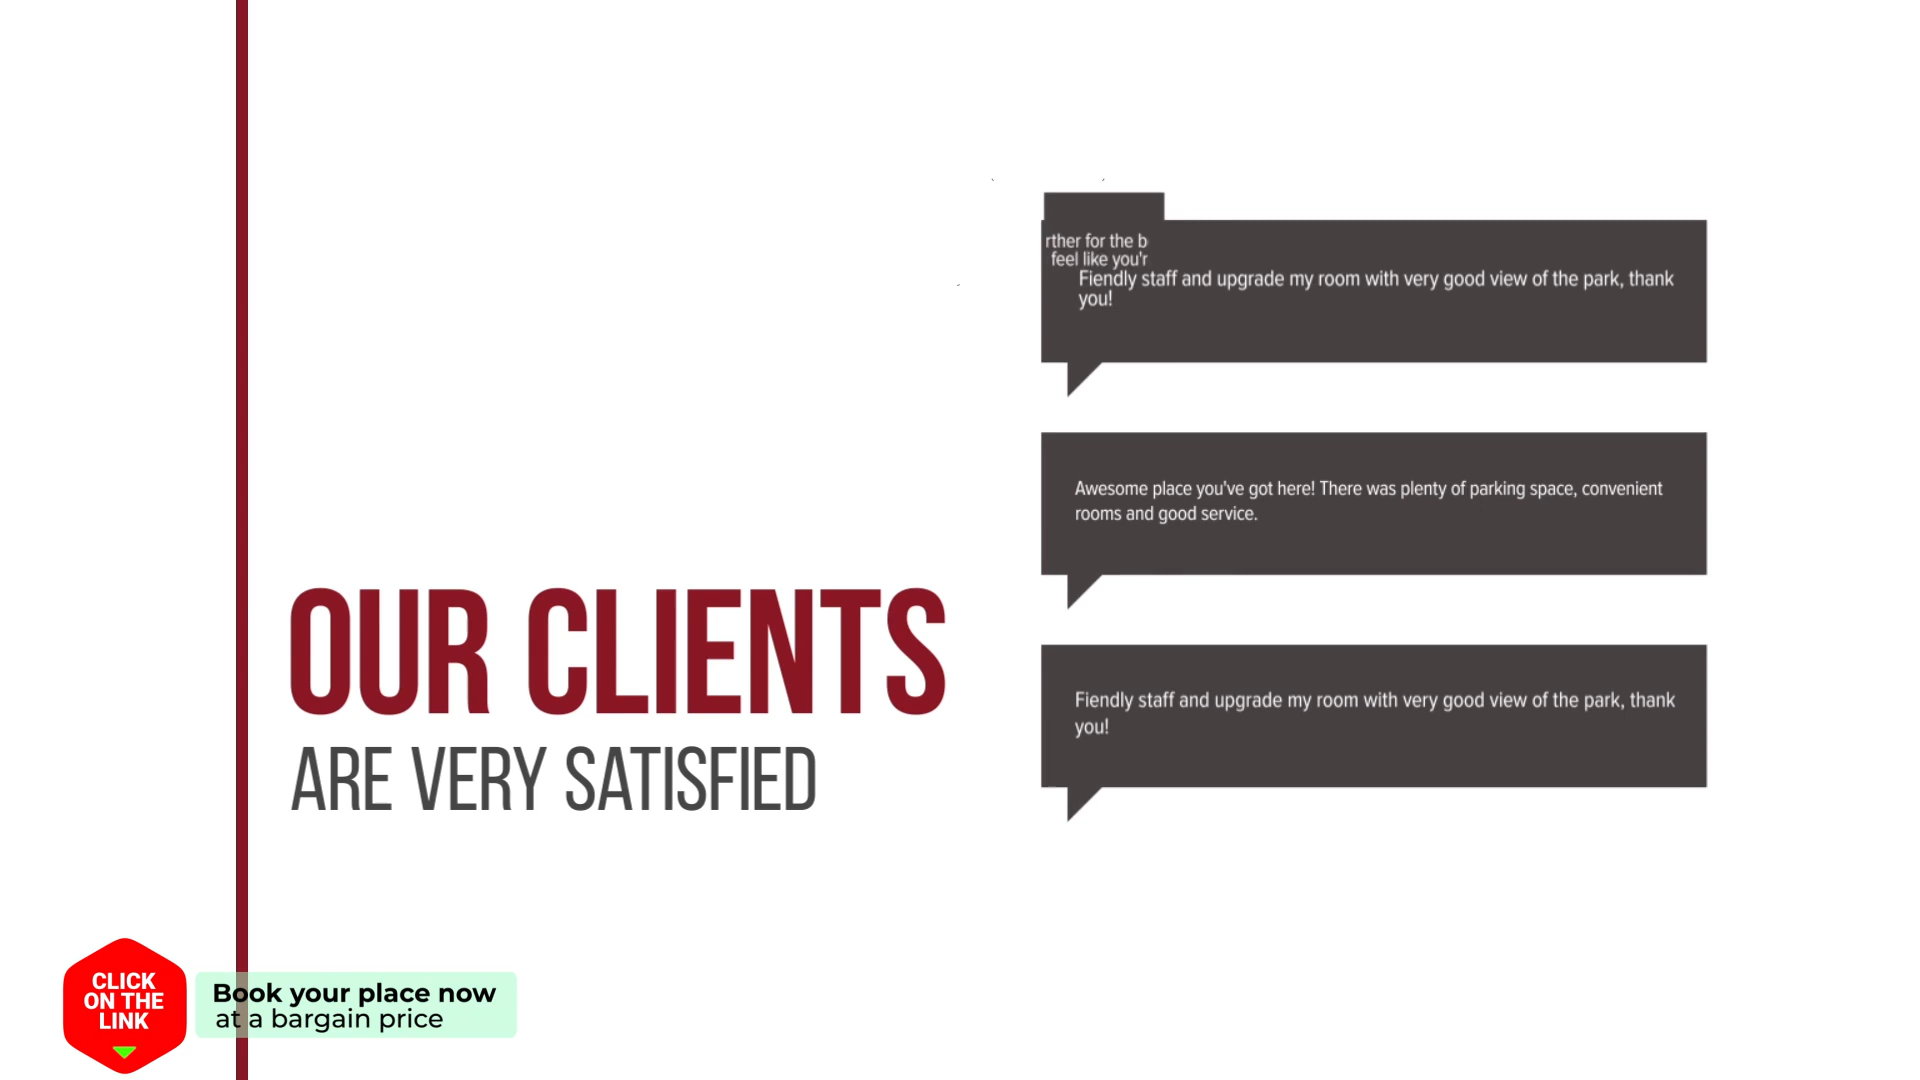 rther for the b
feel like you'r
Fiendly staff and upgrade my room with very good view of the park, thank
you!
Awesome place you've got here! There was plenty of parking space, convenient
rooms and good service.
Fiendly staff and upgrade my room with very good view of the park, thank
you!
OUR CLIENTS
ARE VERY SATISFIED
CLICK
ON THE
LINK
Book your place now
at a bargain price